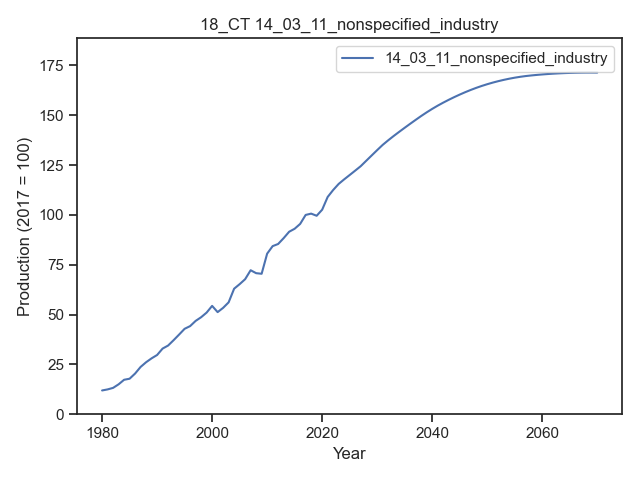 18_CT 14_03_11_nonspecified_industry
14_03_11_nonspecified_industry
Production (2017 = 100)
175
150
125
100
75
50
25
0
1980 2000 2020 2040 2060
Year